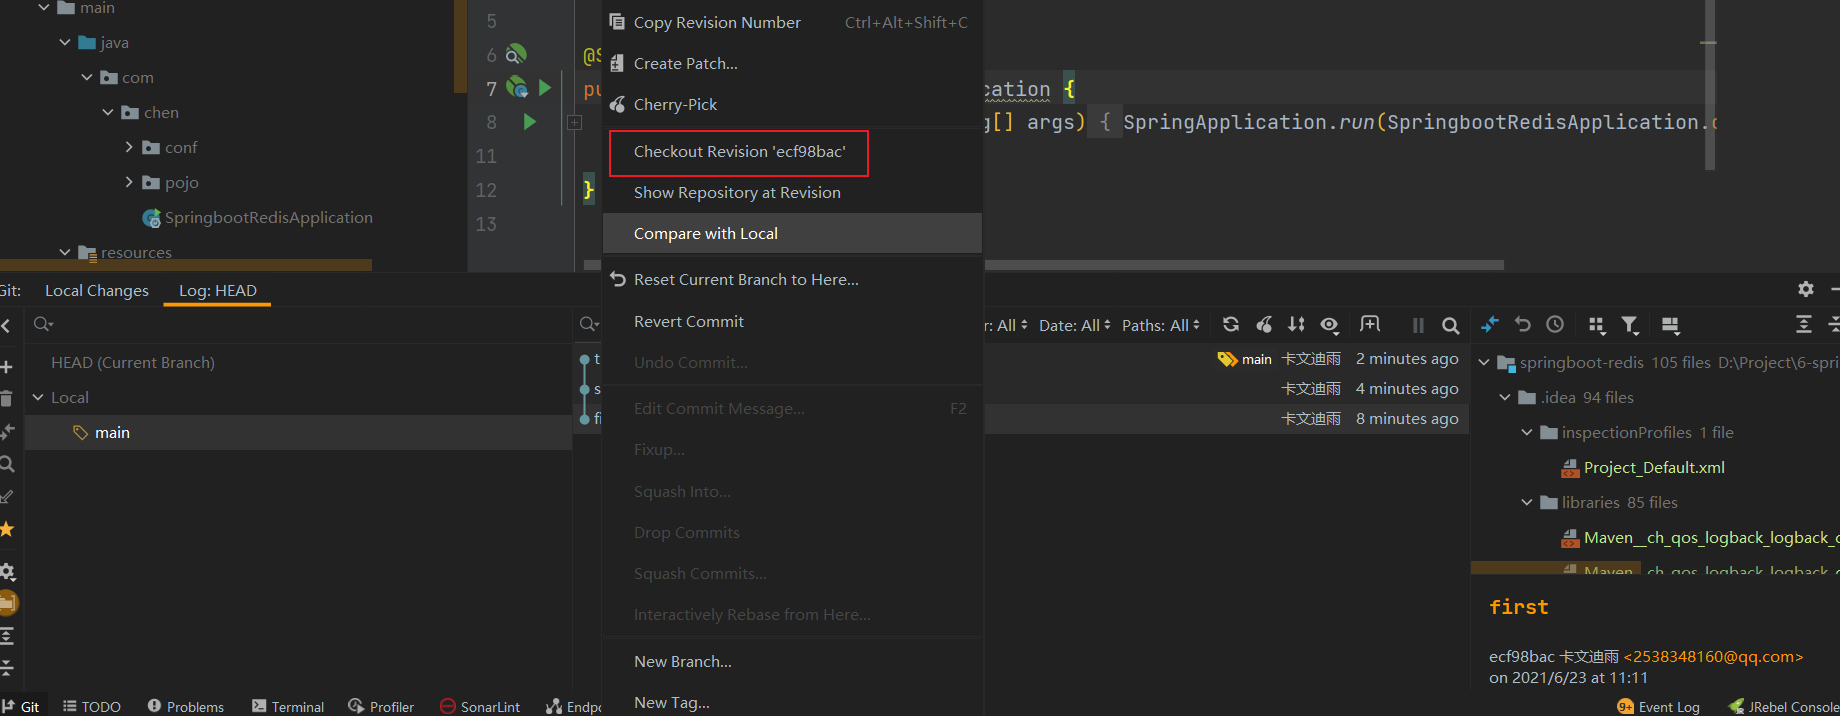 main
java
com
chen
conf
pojo
SpringbootRedisApplication
resources
5
6
7
8
11
12
13
cation {
g[] args) { SpringApplication.run(SpringbootRedisApplication.
}
Copy Revision Number Ctrl+Alt+Shift+C
Create Patch...
Cherry-Pick
Checkout Revision 'ecf98bac'
Show Repository at Revision
Compare with Local
Reset Current Branch to Here...
Revert Commit
Undo Commit...
Edit Commit Message... F2
Fixup...
Squash Into...
Drop Commits
Squash Commits...
Interactively Rebase from Here...
New Branch...
New Tag...
Git: Local Changes Log: HEAD
HEAD (Current Branch)
Local
main
r: All Date: All Paths: All
main 卡文迪雨 2 minutes ago
卡文迪雨 4 minutes ago
卡文迪雨 8 minutes ago
springboot-redis 105 files D:\Project\6-spri
.idea 94 files
inspectionProfiles 1 file
Project_Default.xml
libraries 85 files
Maven__ch_qos_logback_logback_c
Maven__ch_qos_logback_logback_c
first
ecf98bac 卡文迪雨 <2538348160@qq.com>
on 2021/6/23 at 11:11
Git TODO Problems Terminal Profiler SonarLint Endpo
9+ Event Log JRebel Console